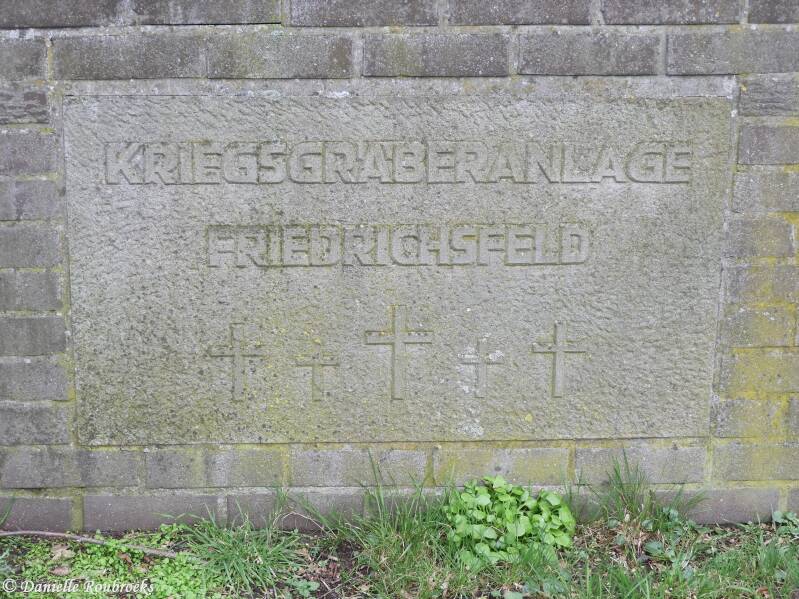 KRIEGSGRÄBERANLAGE
FRIEDRICHSFELD
© Danielle Roubroeks